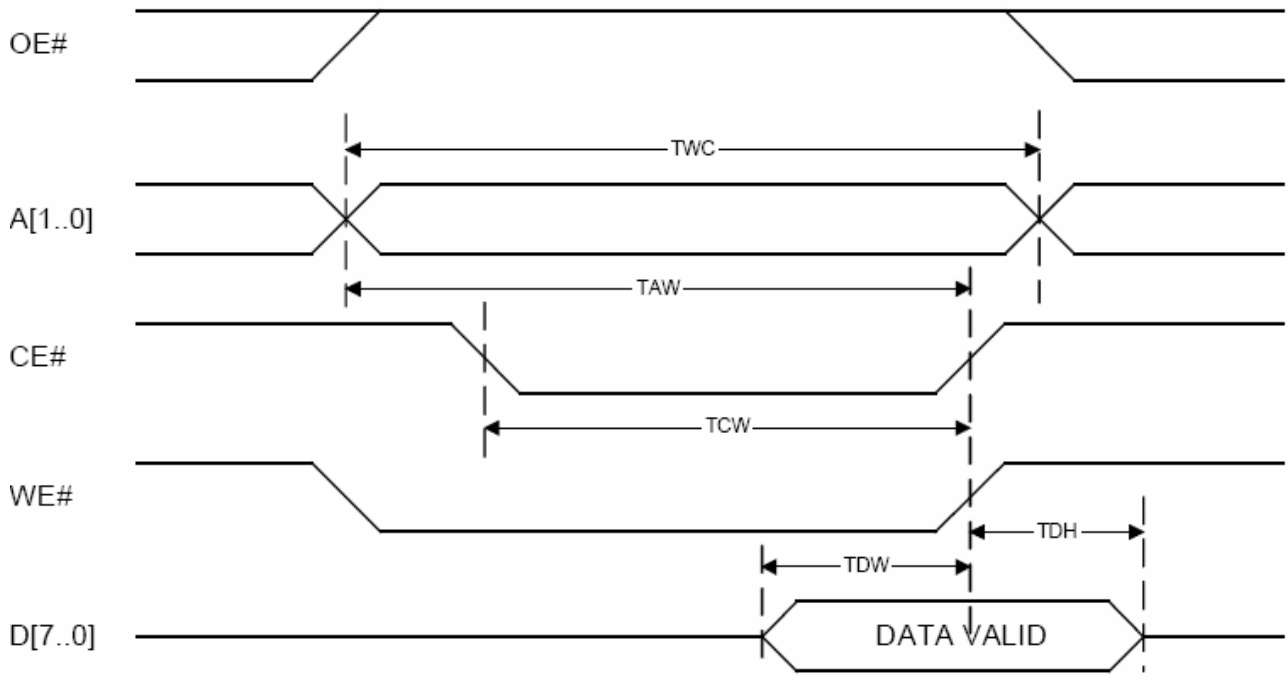 OE#
TWC
A[1..0]
TAW
CE#
TCW
WE#
TDH
TDW
D[7..0]
DATA VALID